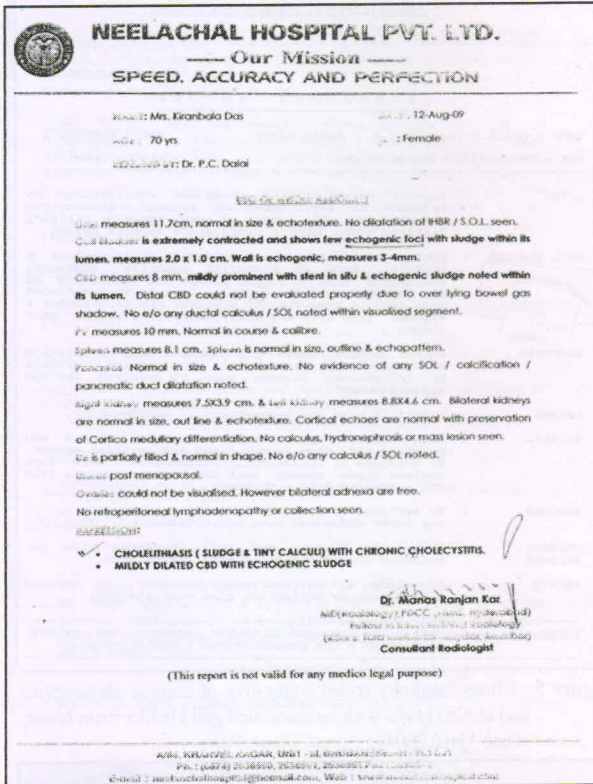 NEELACHAL HOSPITAL PVT. LTD.
Our Mission
SPEED, ACCURACY AND PERFECTION
: Mrs. Kiranbala Das
: 12-Aug-09
: 70 yrs
: Female
: Dr. P.C. Dalai
measures 11.7cm, normal in size & echotexture. No dilatation of IHBR / S.O.L. seen.
Gall Bladder is extremely contracted and shows few echogenic foci with sludge within its
lumen. measures 2.0 x 1.0 cm. Wall is echogenic, measures 3-4mm.
CBD measures 8 mm, mildly prominent with stent in situ & echogenic sludge noted within
its lumen. Distal CBD could not be evaluated properly due to over lying bowel gas
shadow. No e/o any ductal calculus / SOL noted within visualised segment.
PV measures 10 mm. Normal in course & calibre.
Spleen measures 8.1 cm. Spleen is normal in size, outline & echopattern.
Pancreas Normal in size & echotexture. No evidence of any SOL / calcification /
pancreatic duct dilatation noted.
Right kidney measures 7.5X3.9 cm. & Left kidney measures 8.8X4.6 cm. Bilateral kidneys
are normal in size, out line & echotexture. Cortical echoes are normal with preservation
of Cortico medullary differentiation. No calculus, hydronephrosis or mass lesion seen.
is partially filled & normal in shape. No e/o any calculus / SOL noted.
Uterus post menopausal.
Ovaries could not be visualised. However bilateral adnexa are free.
No retroperitoneal lymphadenopathy or collection seen.
IMPRESSION:
• CHOLELITHIASIS ( SLUDGE & TINY CALCULI) WITH CHRONIC CHOLECYSTITIS.
• MILDLY DILATED CBD WITH ECHOGENIC SLUDGE
Dr. Manas Ranjan Kar
Consultant Radiologist
(This report is not valid for any medico legal purpose)